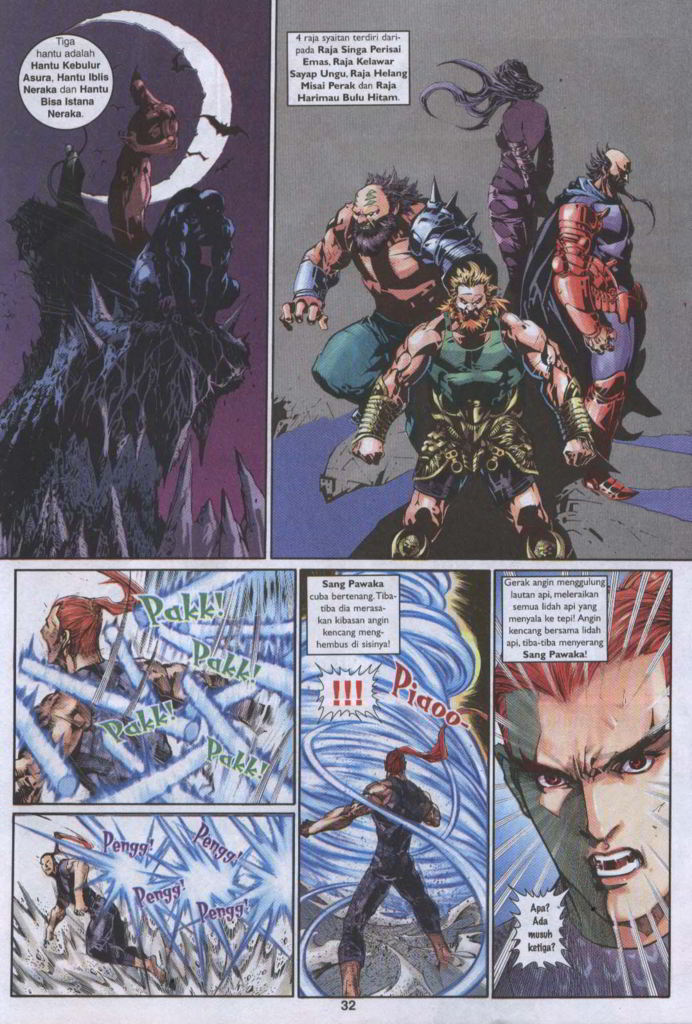 Tiga
hantu adalah
Hantu Kebulur
Asura, Hantu Iblis
Neraka dan Hantu
Bisa Istana
Neraka.
4 raja syaitan terdiri dari-
pada Raja Singa Perisai
Emas, Raja Kelawar
Sayap Ungu, Raja Helang
Misai Perak dan Raja
Harimau Bulu Hitam.
Pakk!
Pakk!
Pakk!
Pakk!
Pengg!
Pengg!
Pengg!
Pengg!
Sang Pawaka
cuba bertenang. Tiba-
tiba dia merasa-
kan kibasan angin
kencang meng-
hembus di sisinya!
!!!
Piaoo-
Gerak angin menggulung
lautan api, meleraikan
semua lidah api yang
menyala ke tepi! Angin
kencang bersama lidah
api, tiba-tiba menyerang
Sang Pawaka!
Apa?
Ada
musuh
ketiga?
32